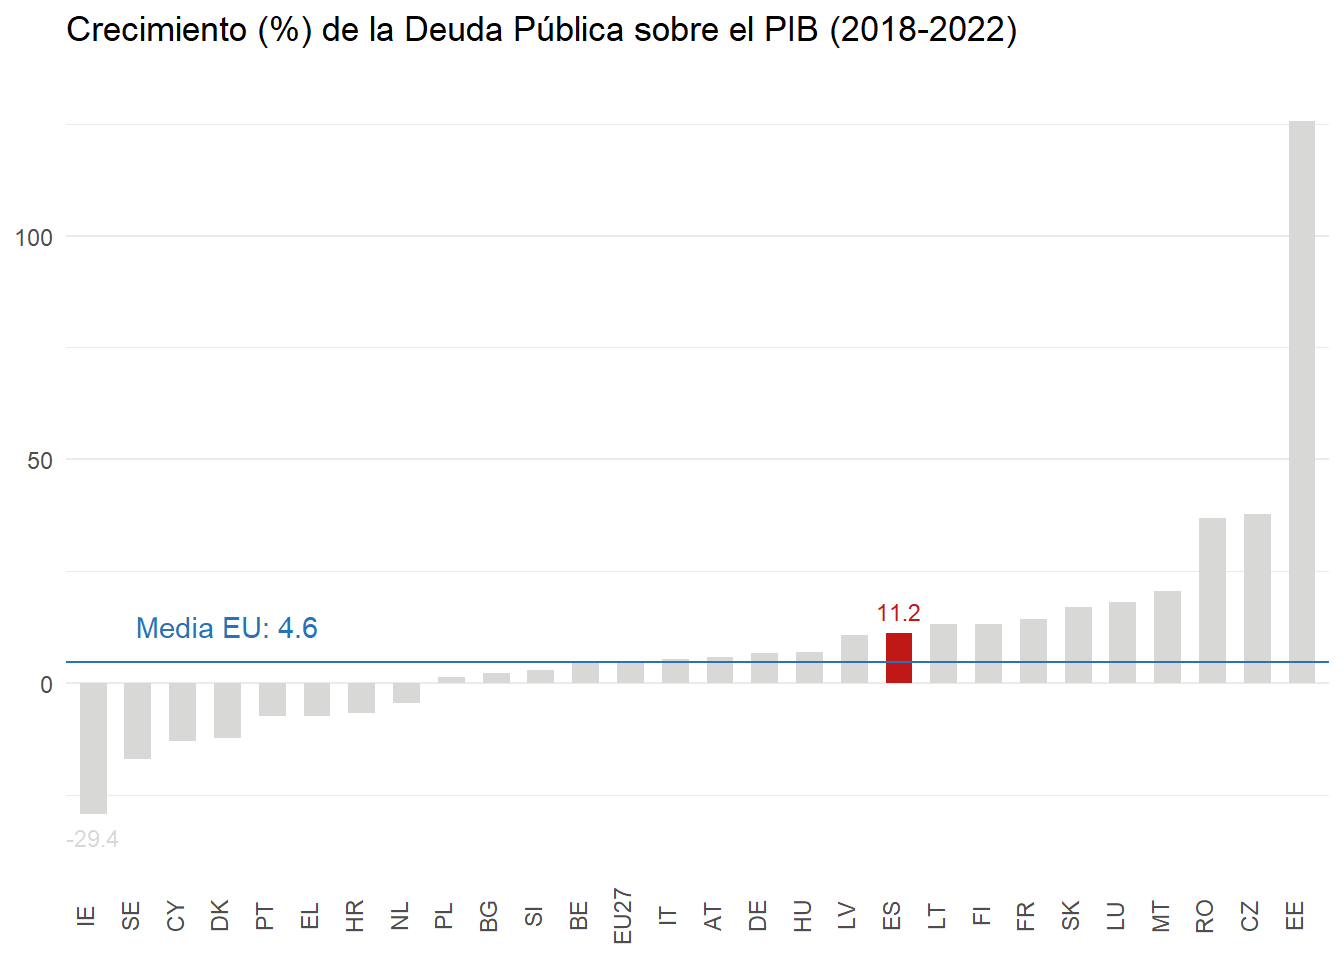 Crecimiento (%) de la Deuda Pública sobre el PIB (2018-2022)
100
50
Media EU: 4.6
11.2
0
-29.4
IE SE CY DK PT EL HR NL PL BG SI BE EU27 IT AT DE HU LV ES LT FI FR SK LU MT RO CZ EE